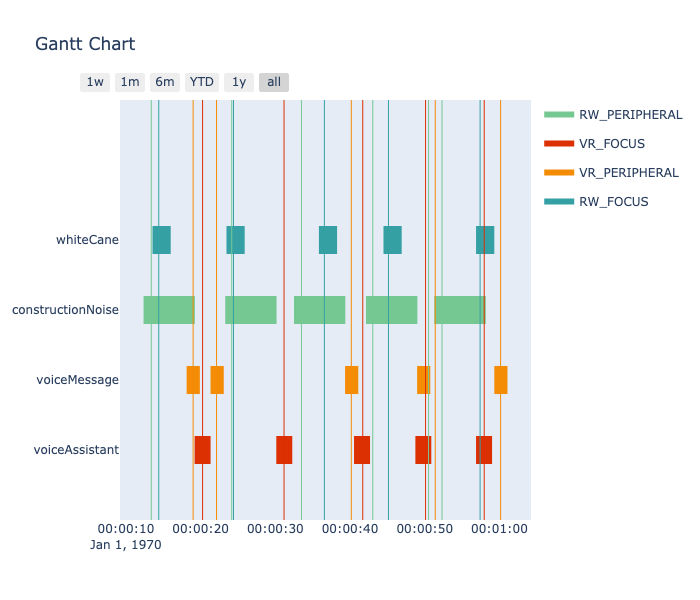 Gantt Chart
1w 1m 6m YTD 1y all
RW_PERIPHERAL
VR_FOCUS
VR_PERIPHERAL
RW_FOCUS
whiteCane
constructionNoise
voiceMessage
voiceAssistant
00:00:10 00:00:20 00:00:30 00:00:40 00:00:50 00:01:00
Jan 1, 1970